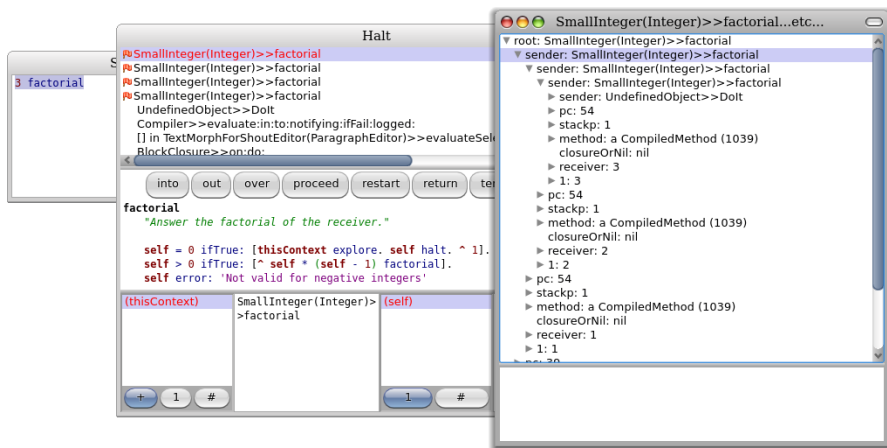 S
3 factorial
Halt
SmallInteger(Integer)>>factorial
SmallInteger(Integer)>>factorial
SmallInteger(Integer)>>factorial
SmallInteger(Integer)>>factorial
UndefinedObject>>DoIt
Compiler>>evaluate:in:to:notifying:ifFail:logged:
[] in TextMorphForShoutEditor(ParagraphEditor)>>evaluateSele
BlockClosure>>on:do:
into out over proceed restart return ter
factorial
"Answer the factorial of the receiver."
self = 0 ifTrue: [thisContext explore. self halt. ^ 1].
self > 0 ifTrue: [^ self * (self - 1) factorial].
self error: 'Not valid for negative integers'
(thisContext)
+ 1 #
SmallInteger(Integer)>
>factorial
(self)
1 #
SmallInteger(Integer)>>factorial...etc...
root: SmallInteger(Integer)>>factorial
sender: SmallInteger(Integer)>>factorial
sender: SmallInteger(Integer)>>factorial
sender: SmallInteger(Integer)>>factorial
sender: UndefinedObject>>DoIt
pc: 54
stackp: 1
method: a CompiledMethod (1039)
closureOrNil: nil
receiver: 3
1: 3
pc: 54
stackp: 1
method: a CompiledMethod (1039)
closureOrNil: nil
receiver: 2
1: 2
pc: 54
stackp: 1
method: a CompiledMethod (1039)
closureOrNil: nil
receiver: 1
1: 1
pc: 39